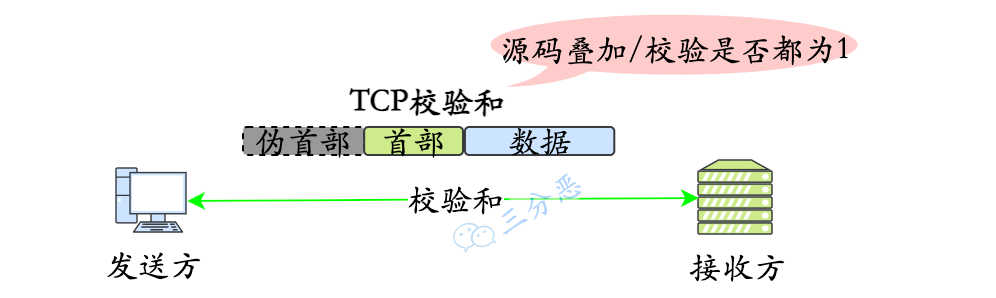 源码叠加/校验是否都为1
TCP校验和
伪首部 首部 数据
校验和
三分恶
发送方 接收方